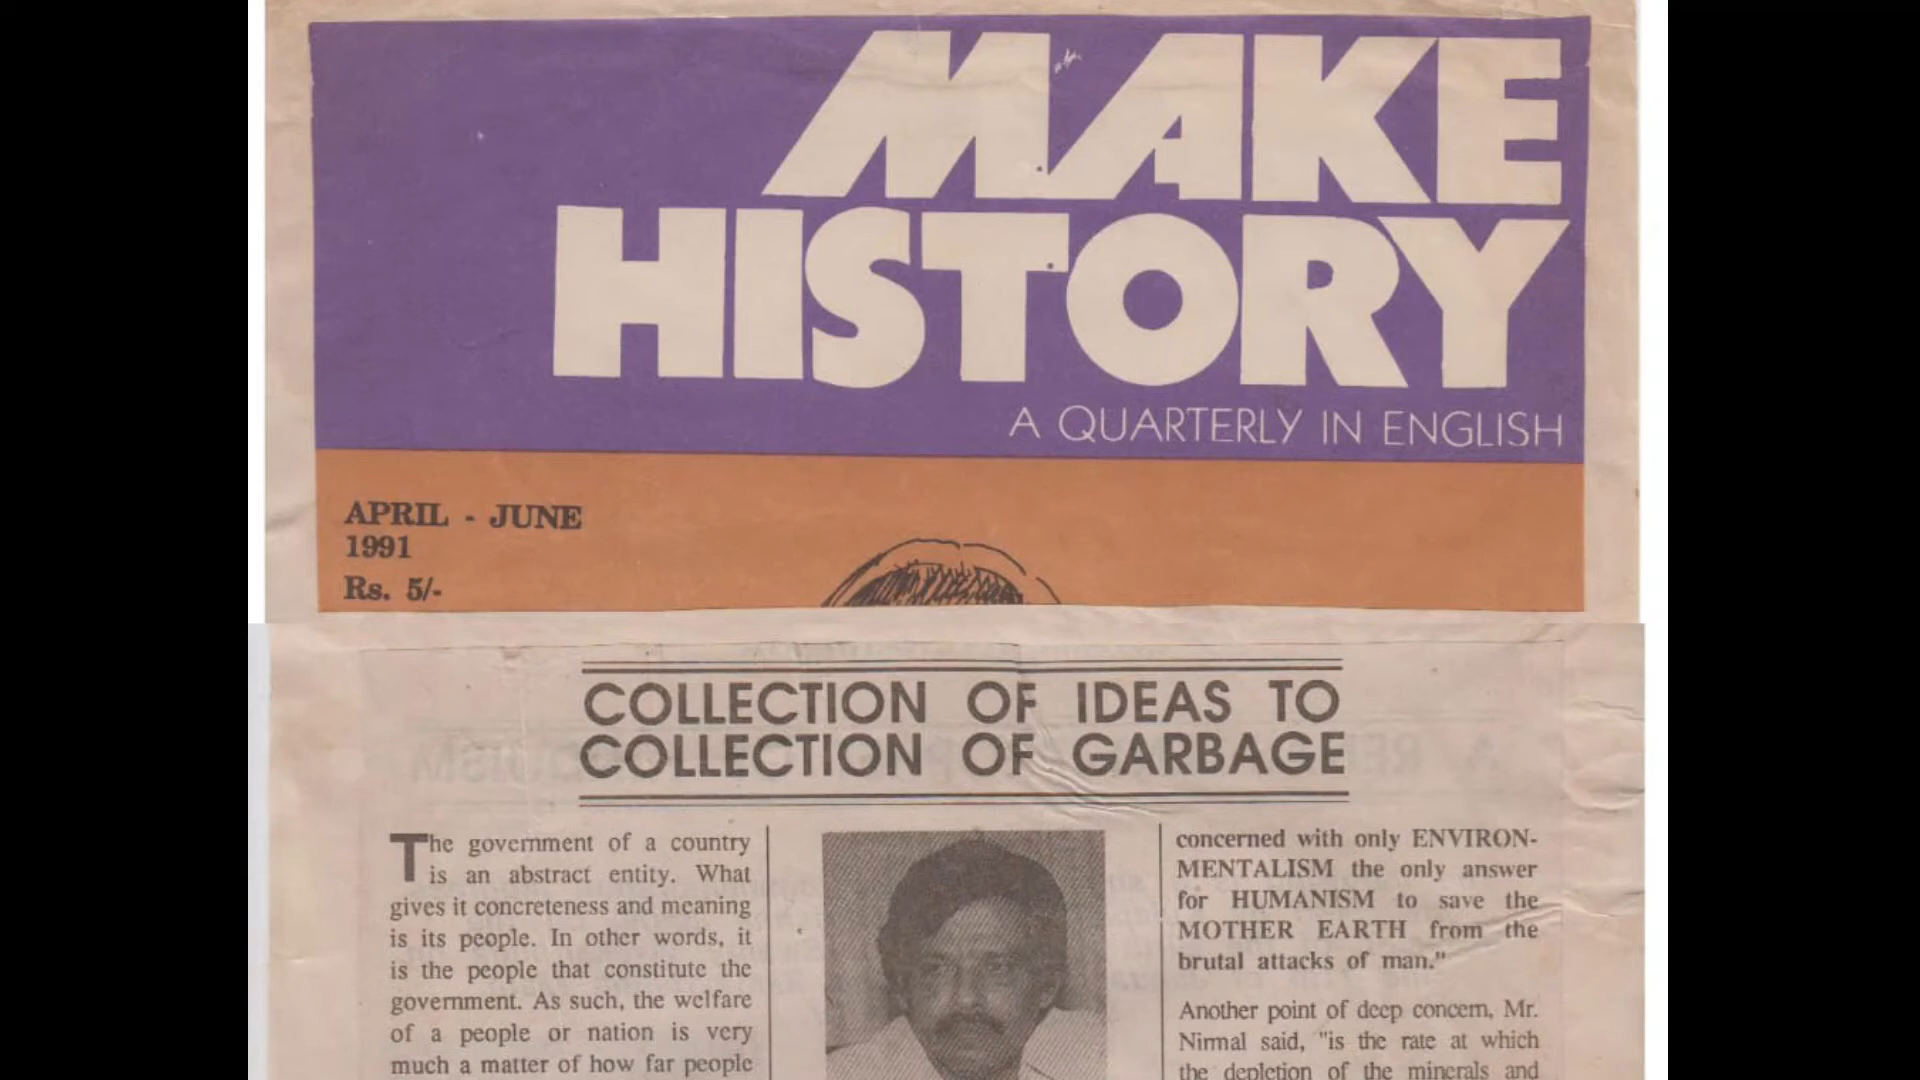 MAKE
HISTORY
A QUARTERLY IN ENGLISH
APRIL - JUNE
1991
Rs. 5/-
COLLECTION OF IDEAS TO
COLLECTION OF GARBAGE
The government of a country
is an abstract entity. What
gives it concreteness and meaning
is its people. In other words, it
is the people that constitute the
government. As such, the welfare
of a people or nation is very
much a matter of how far people
concerned with only ENVIRON-
MENTALISM the only answer
for HUMANISM to save the
MOTHER EARTH from the
brutal attacks of man."
Another point of deep concern, Mr.
Nirmal said, "is the rate at which
the depletion of the minerals and